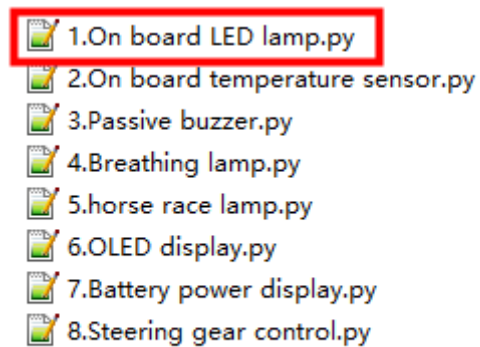 1.On board LED lamp.py
2.On board temperature sensor.py
3.Passive buzzer.py
4.Breathing lamp.py
5.horse race lamp.py
6.OLED display.py
7.Battery power display.py
8.Steering gear control.py